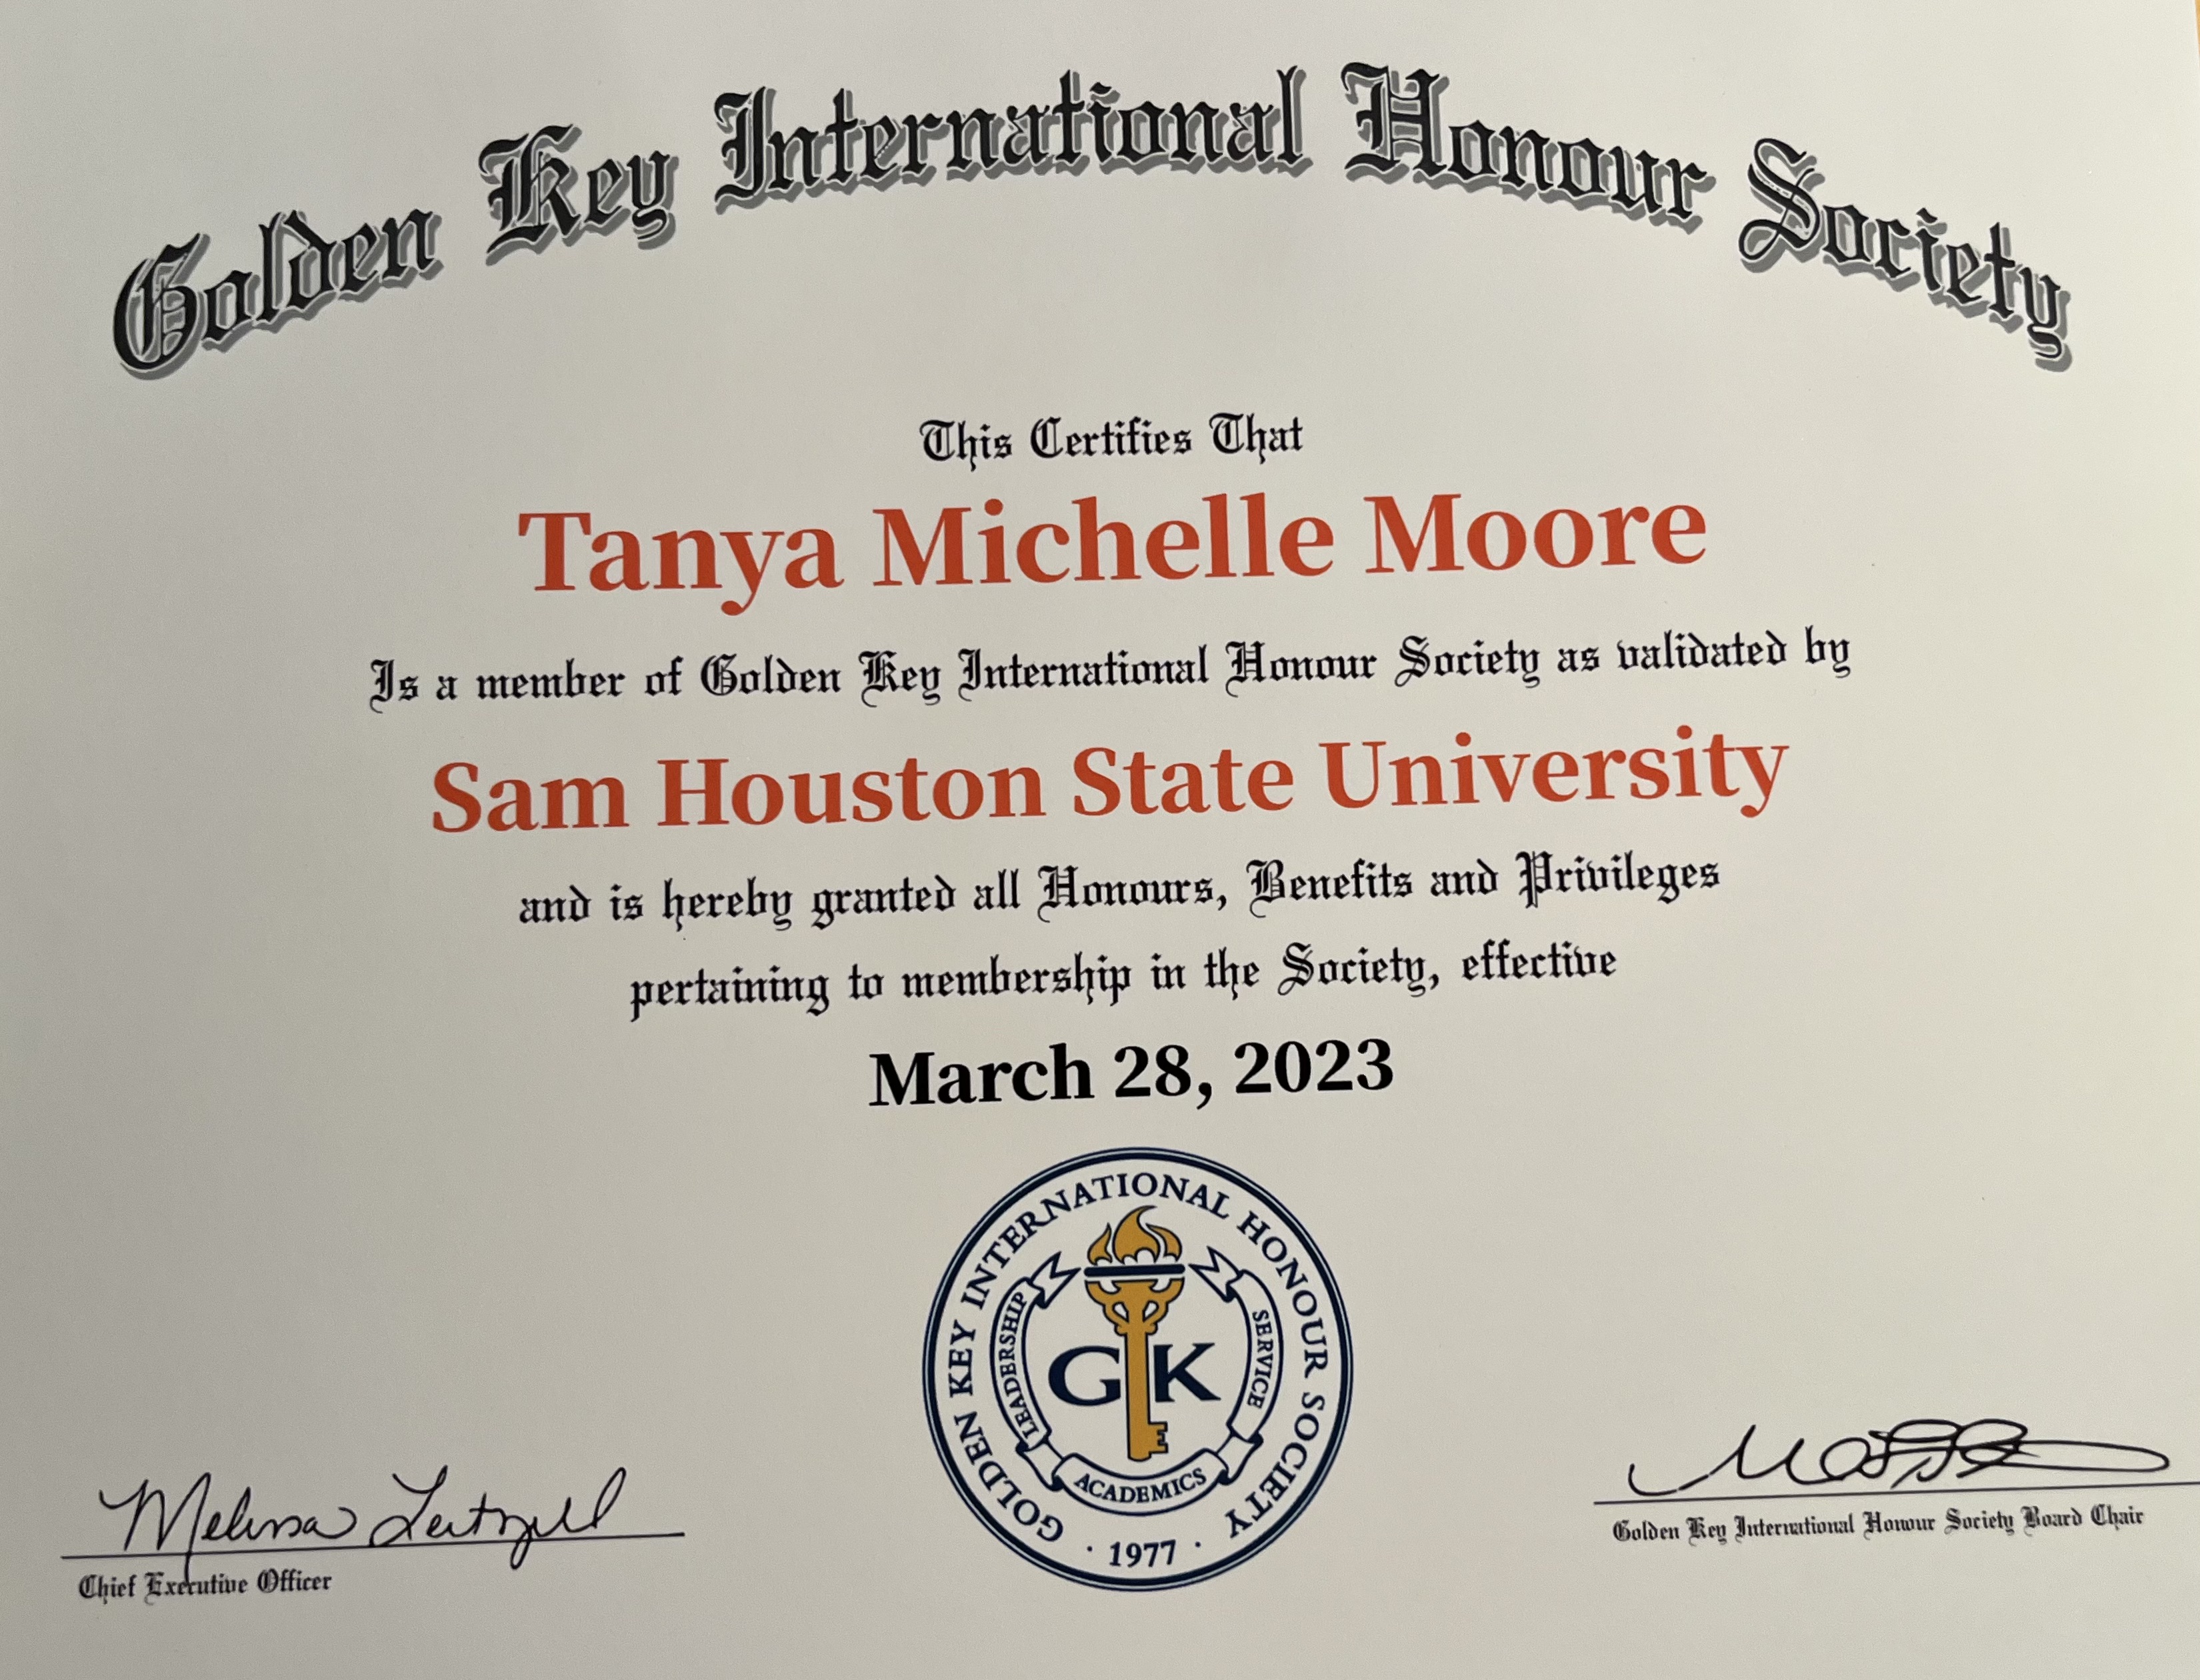 Golden Key International Honour Society
This Certifies That
Tanya Michelle Moore
Is a member of Golden Key International Honour Society as validated by
Sam Houston State University
and is hereby granted all Honours, Benefits and Privileges
pertaining to membership in the Society, effective
March 28, 2023
GOLDEN KEY INTERNATIONAL HONOUR SOCIETY
LEADERSHIP
SERVICE
GK
ACADEMICS
· 1977 ·
Melissa Leitzell
Chief Executive Officer
Golden Key International Honour Society Board Chair